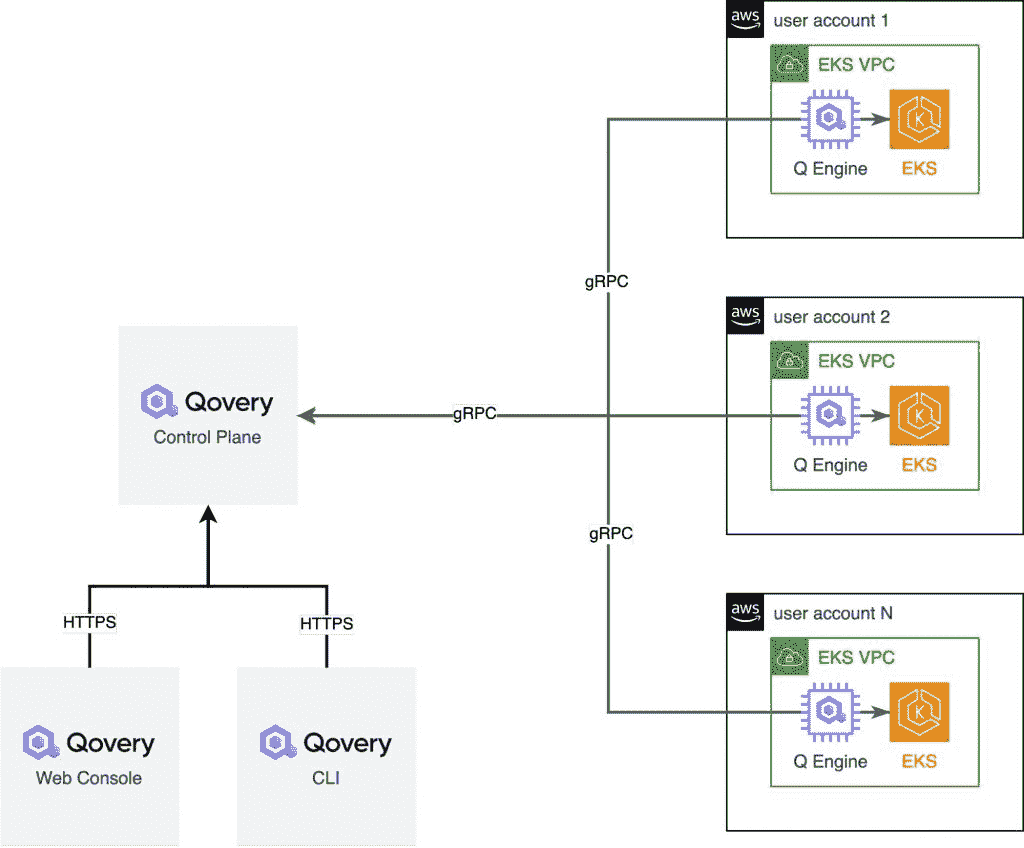 aws
user account 1
EKS VPC
Q Engine
EKS
gRPC
aws
user account 2
EKS VPC
Q Engine
EKS
Qovery
Control Plane
gRPC
gRPC
aws
user account N
EKS VPC
Q Engine
EKS
HTTPS
HTTPS
Qovery
Web Console
Qovery
CLI